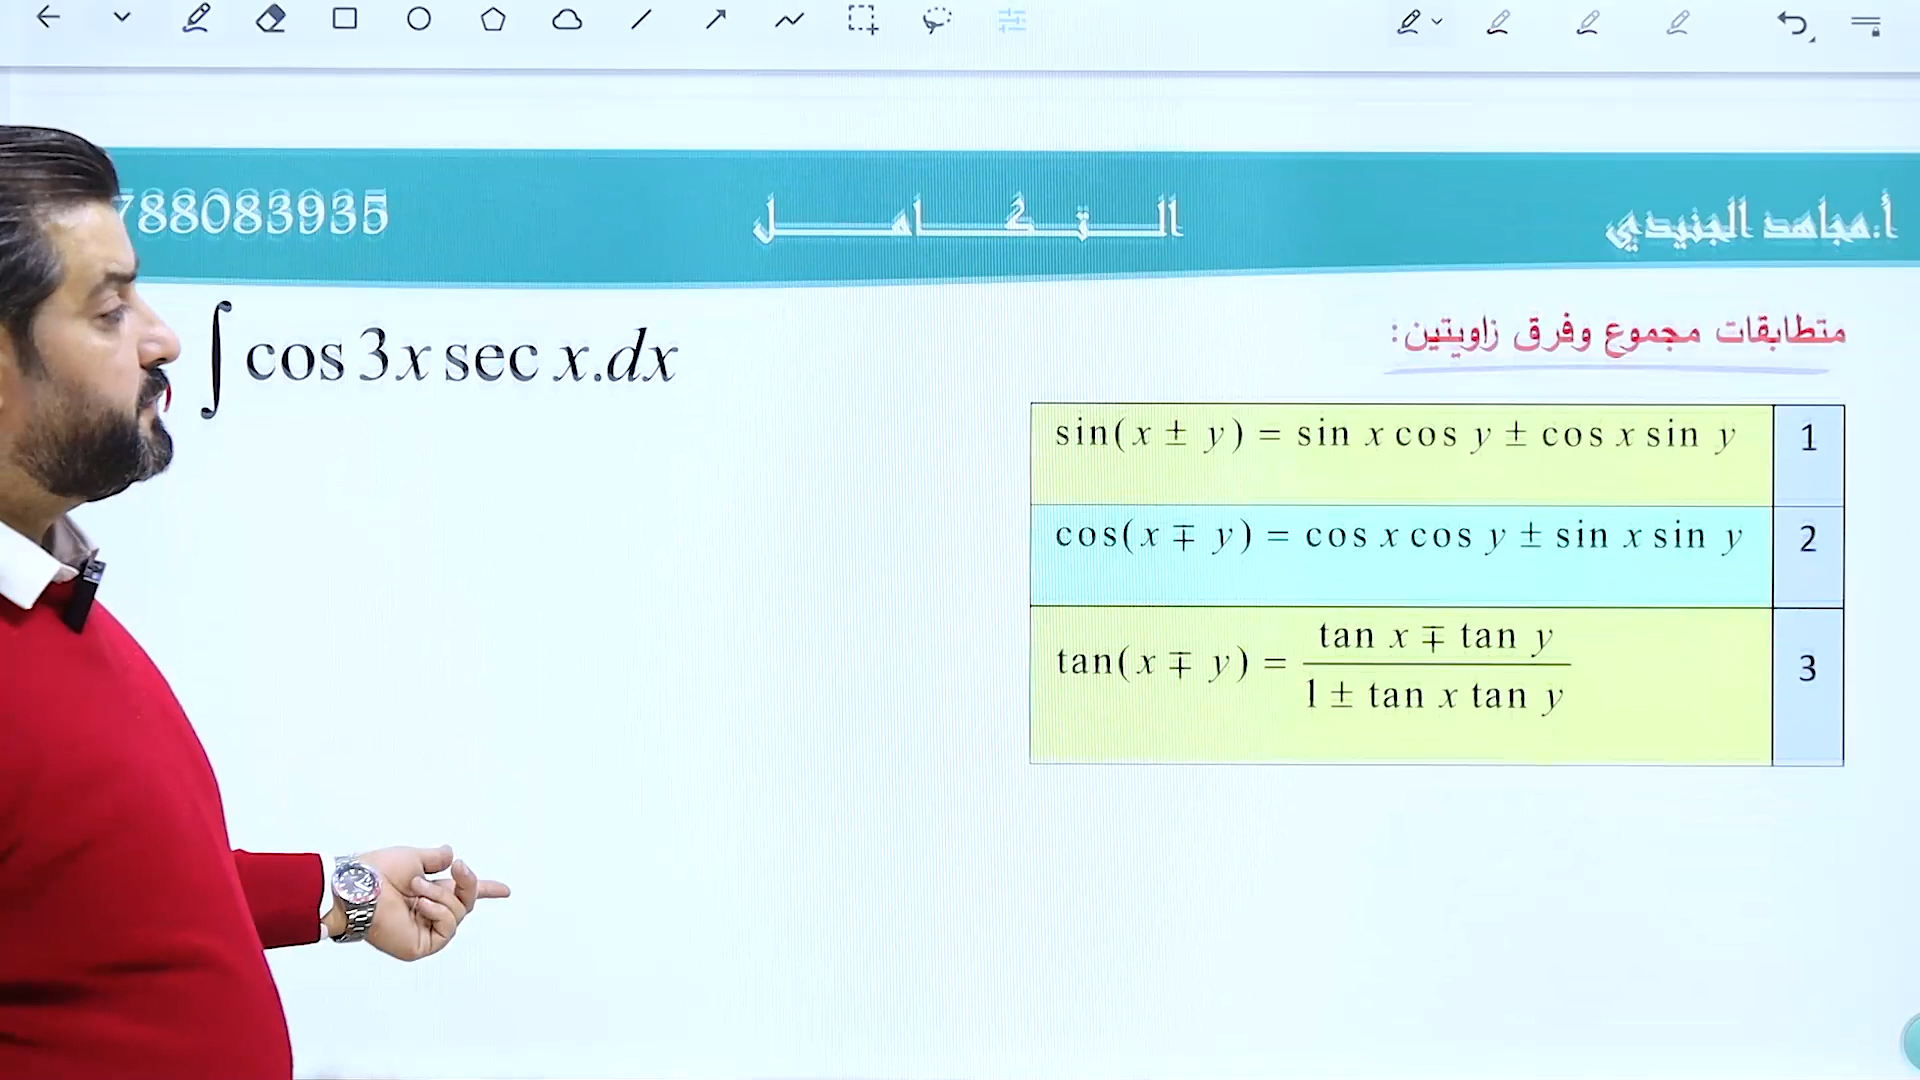 أ.مجاهد الجنيدي
الـتـكـامـل
788083935
∫ cos 3x sec x.dx
متطابقات مجموع وفرق زاويتين:
sin(x ± y) = sin x cos y ± cos x sin y
1
cos(x ∓ y) = cos x cos y ± sin x sin y
2
tan(x ∓ y) = (tan x ∓ tan y) / (1 ± tan x tan y)
3